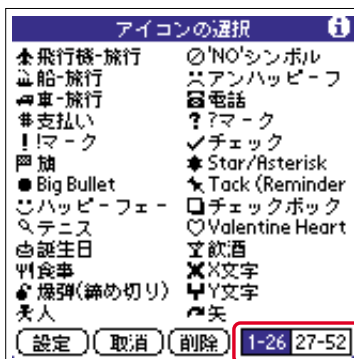 アイコンの選択
飛行機-旅行
船-旅行
車-旅行
#支払い
!!マーク
旗
Big Bullet
ハッピーフェー
テニス
誕生日
食事
爆弾(締め切り)
人
'NO'シンボル
アンハッピーフ
電話
??マーク
チェック
Star/Asterisk
Tack (Reminder
チェックボック
Valentine Heart
飲酒
X文字
Y文字
矢
設定 取消 削除 1-26 27-52